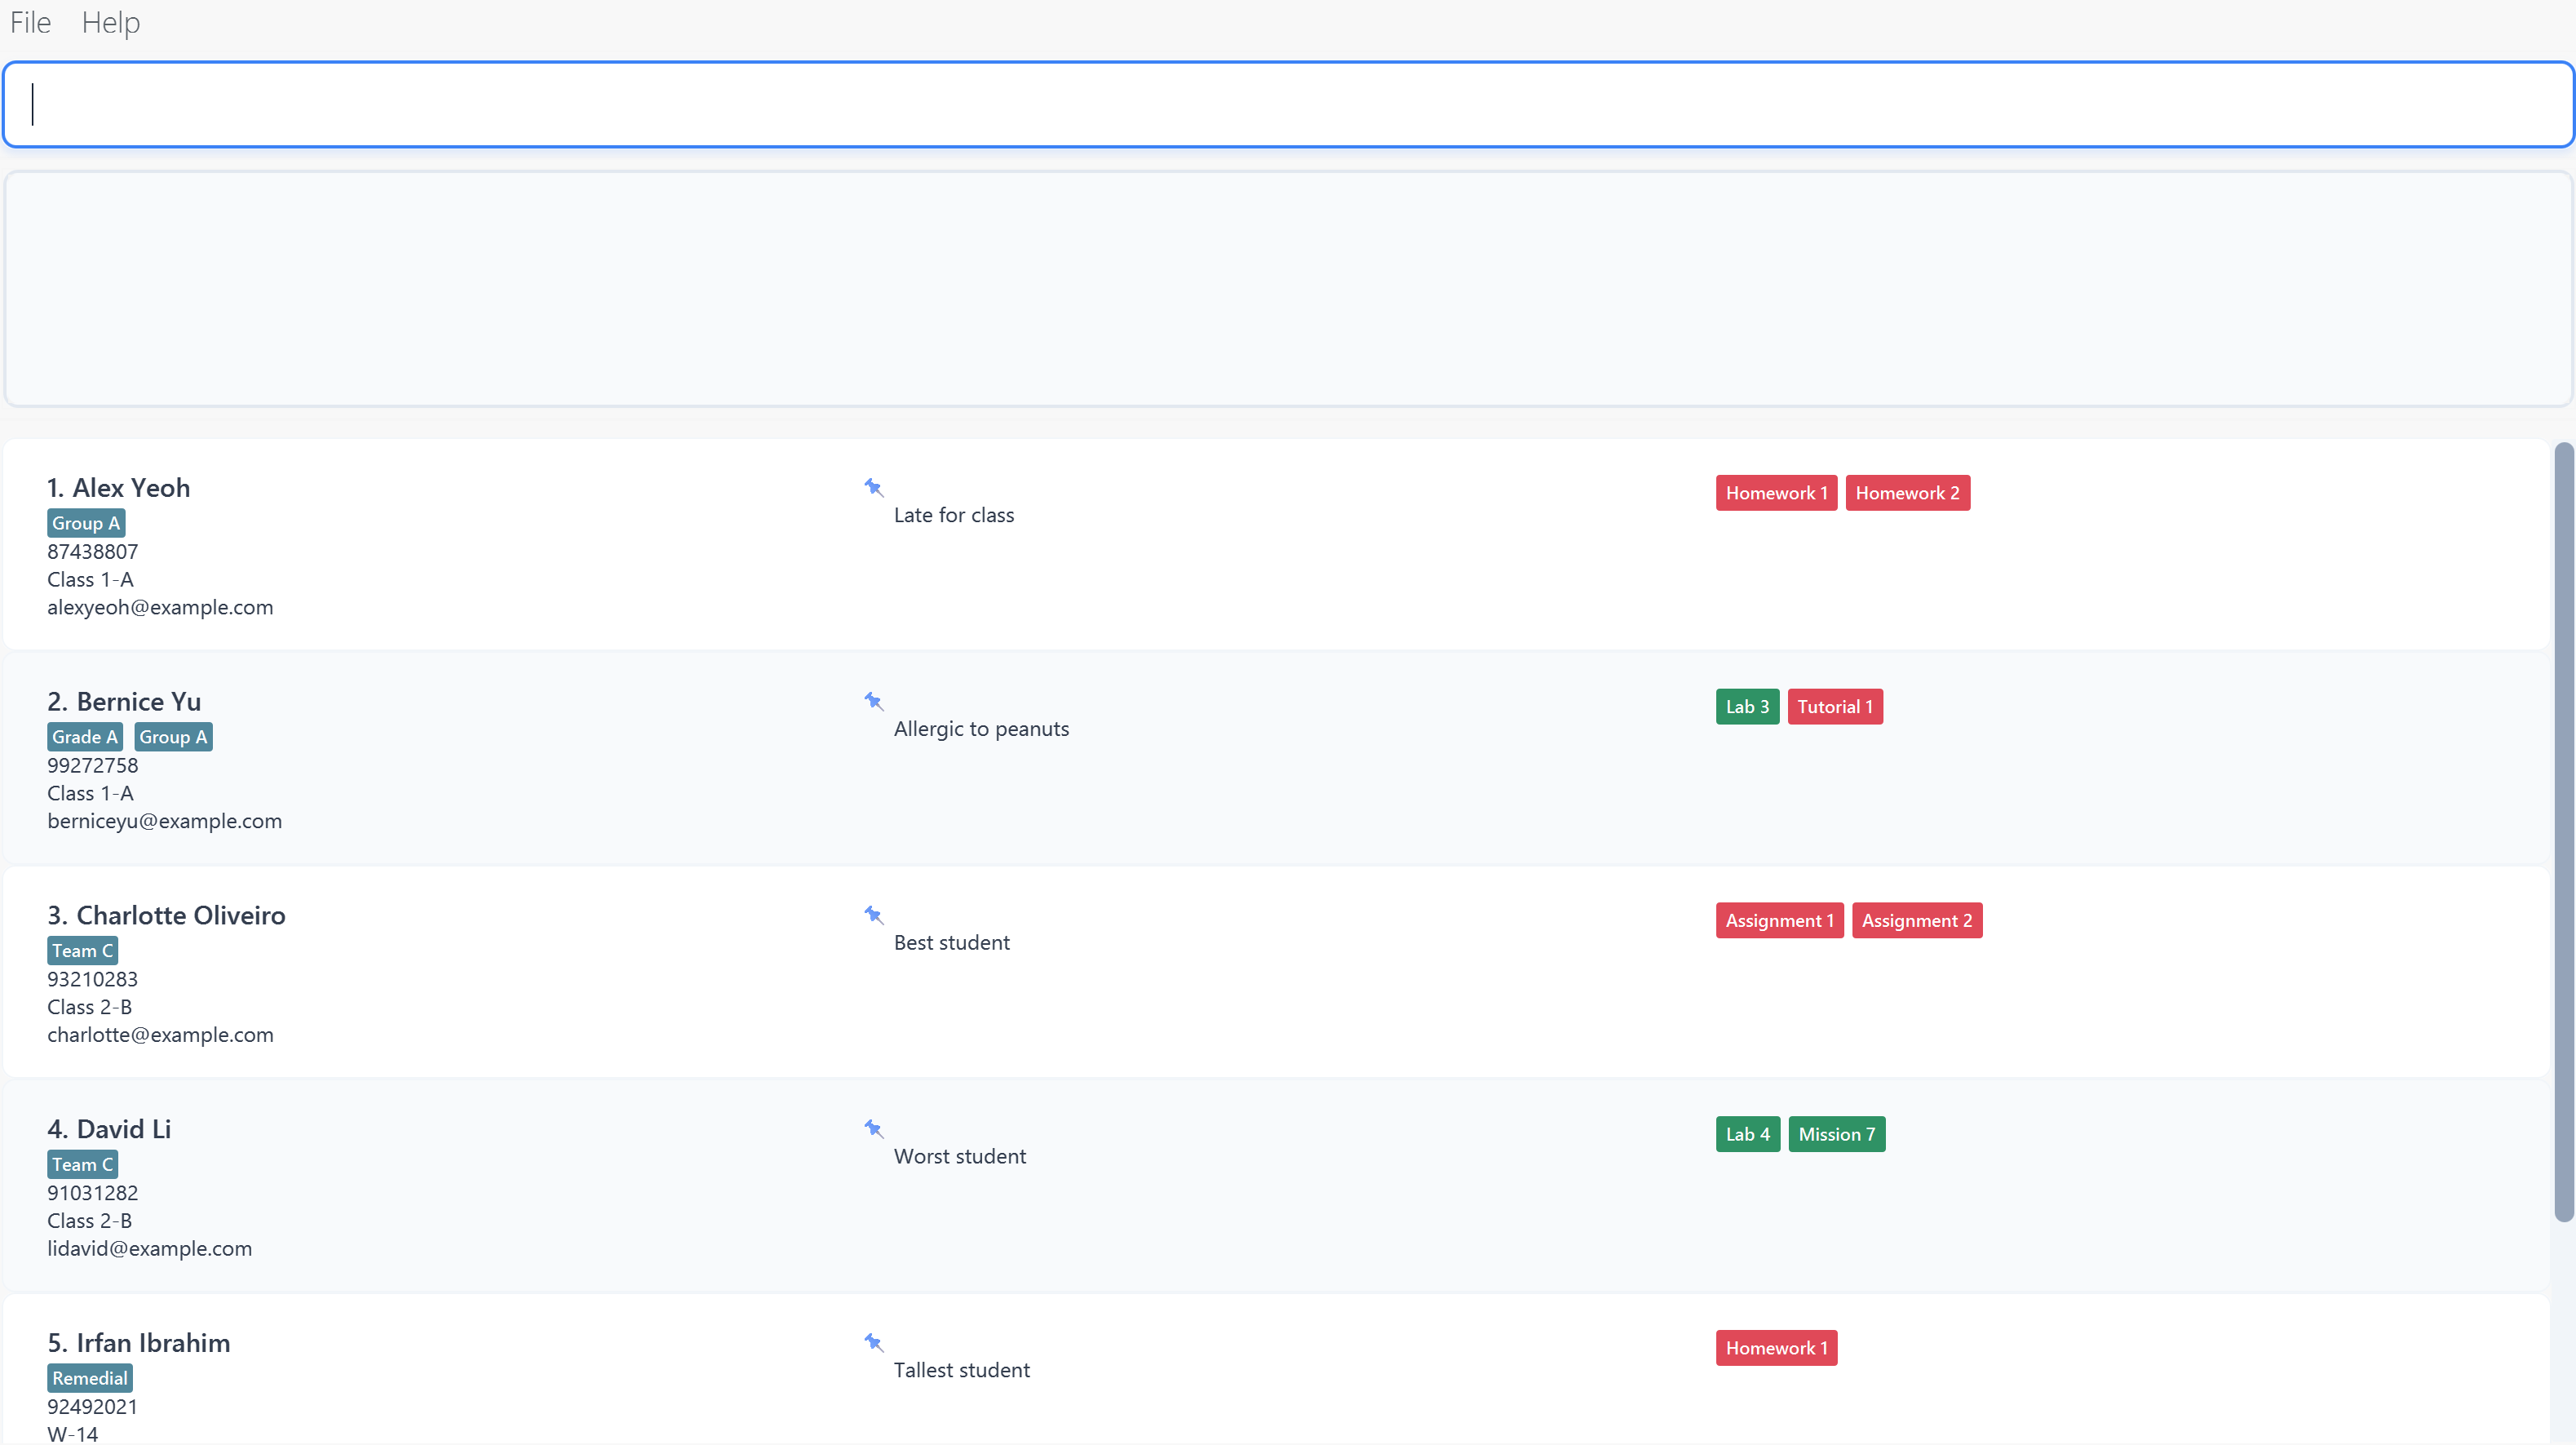 File Help
1. Alex Yeoh
Group A
87438807
Class 1-A
alexyeoh@example.com
Late for class
Homework 1 Homework 2
2. Bernice Yu
Grade A Group A
99272758
Class 1-A
berniceyu@example.com
Allergic to peanuts
Lab 3 Tutorial 1
3. Charlotte Oliveiro
Team C
93210283
Class 2-B
charlotte@example.com
Best student
Assignment 1 Assignment 2
4. David Li
Team C
91031282
Class 2-B
lidavid@example.com
Worst student
Lab 4 Mission 7
5. Irfan Ibrahim
Remedial
92492021
W-14
Tallest student
Homework 1